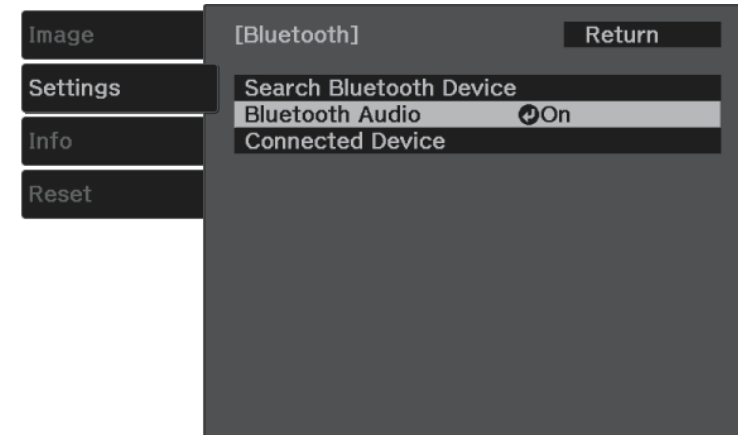 Image
Settings
Info
Reset
[Bluetooth] Return
Search Bluetooth Device
Bluetooth Audio On
Connected Device